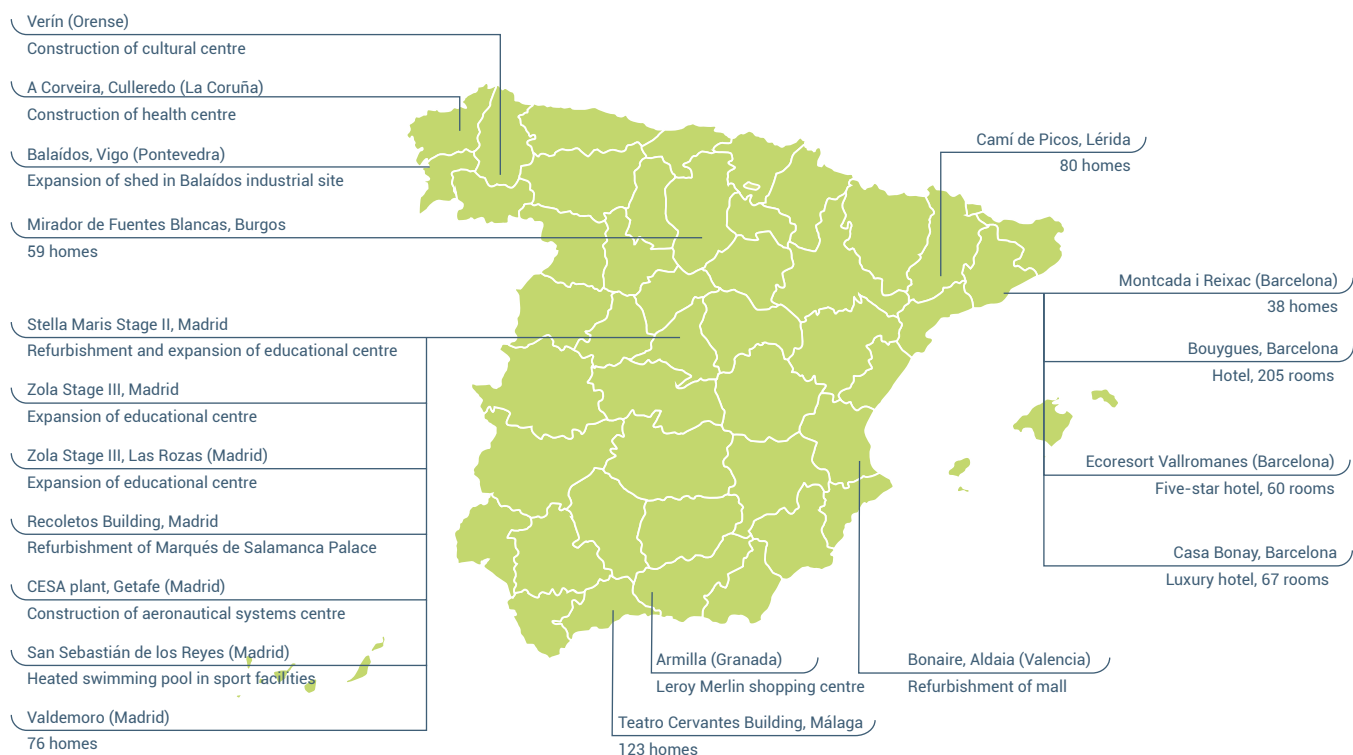 Verín (Orense)
Construction of cultural centre
A Corveira, Culleredo (La Coruña)
Construction of health centre
Balaídos, Vigo (Pontevedra)
Expansion of shed in Balaídos industrial site
Mirador de Fuentes Blancas, Burgos
59 homes
Stella Maris Stage II, Madrid
Refurbishment and expansion of educational centre
Zola Stage III, Madrid
Expansion of educational centre
Zola Stage III, Las Rozas (Madrid)
Expansion of educational centre
Recoletos Building, Madrid
Refurbishment of Marqués de Salamanca Palace
CESA plant, Getafe (Madrid)
Construction of aeronautical systems centre
San Sebastián de los Reyes (Madrid)
Heated swimming pool in sport facilities
Valdemoro (Madrid)
76 homes
Camí de Picos, Lérida
80 homes
Montcada i Reixac (Barcelona)
38 homes
Bouygues, Barcelona
Hotel, 205 rooms
Ecoresort Vallromanes (Barcelona)
Five-star hotel, 60 rooms
Casa Bonay, Barcelona
Luxury hotel, 67 rooms
Armilla (Granada)
Leroy Merlin shopping centre
Bonaire, Aldaia (Valencia)
Refurbishment of mall
Teatro Cervantes Building, Málaga
123 homes